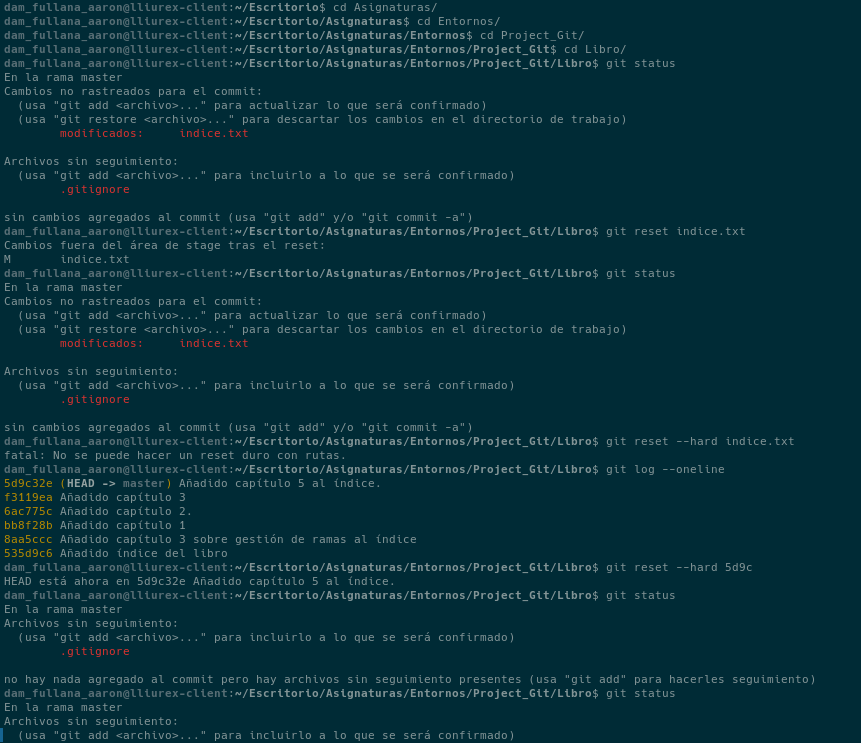 dam_fullana_aaron@lliurex-client:~/Escritorio$ cd Asignaturas/
dam_fullana_aaron@lliurex-client:~/Escritorio/Asignaturas$ cd Entornos/
dam_fullana_aaron@lliurex-client:~/Escritorio/Asignaturas/Entornos$ cd Project_Git/
dam_fullana_aaron@lliurex-client:~/Escritorio/Asignaturas/Entornos/Project_Git$ cd Libro/
dam_fullana_aaron@lliurex-client:~/Escritorio/Asignaturas/Entornos/Project_Git/Libro$ git status
En la rama master
Cambios no rastreados para el commit:
  (usa "git add <archivo>..." para actualizar lo que será confirmado)
  (usa "git restore <archivo>..." para descartar los cambios en el directorio de trabajo)
        modificados:     indice.txt

Archivos sin seguimiento:
  (usa "git add <archivo>..." para incluirlo a lo que se será confirmado)
        .gitignore

sin cambios agregados al commit (usa "git add" y/o "git commit -a")
dam_fullana_aaron@lliurex-client:~/Escritorio/Asignaturas/Entornos/Project_Git/Libro$ git reset indice.txt
Cambios fuera del área de stage tras el reset:
M       indice.txt
dam_fullana_aaron@lliurex-client:~/Escritorio/Asignaturas/Entornos/Project_Git/Libro$ git status
En la rama master
Cambios no rastreados para el commit:
  (usa "git add <archivo>..." para actualizar lo que será confirmado)
  (usa "git restore <archivo>..." para descartar los cambios en el directorio de trabajo)
        modificados:     indice.txt

Archivos sin seguimiento:
  (usa "git add <archivo>..." para incluirlo a lo que se será confirmado)
        .gitignore

sin cambios agregados al commit (usa "git add" y/o "git commit -a")
dam_fullana_aaron@lliurex-client:~/Escritorio/Asignaturas/Entornos/Project_Git/Libro$ git reset --hard indice.txt
fatal: No se puede hacer un reset duro con rutas.
dam_fullana_aaron@lliurex-client:~/Escritorio/Asignaturas/Entornos/Project_Git/Libro$ git log --oneline
5d9c32e (HEAD -> master) Añadido capítulo 5 al índice.
f3119ea Añadido capítulo 3
6ac775c Añadido capítulo 2.
bb8f28b Añadido capítulo 1
8aa5ccc Añadido capítulo 3 sobre gestión de ramas al índice
535d9c6 Añadido índice del libro
dam_fullana_aaron@lliurex-client:~/Escritorio/Asignaturas/Entornos/Project_Git/Libro$ git reset --hard 5d9c
HEAD está ahora en 5d9c32e Añadido capítulo 5 al índice.
dam_fullana_aaron@lliurex-client:~/Escritorio/Asignaturas/Entornos/Project_Git/Libro$ git status
En la rama master
Archivos sin seguimiento:
  (usa "git add <archivo>..." para incluirlo a lo que se será confirmado)
        .gitignore

no hay nada agregado al commit pero hay archivos sin seguimiento presentes (usa "git add" para hacerles seguimiento)
dam_fullana_aaron@lliurex-client:~/Escritorio/Asignaturas/Entornos/Project_Git/Libro$ git status
En la rama master
Archivos sin seguimiento:
  (usa "git add <archivo>..." para incluirlo a lo que se será confirmado)